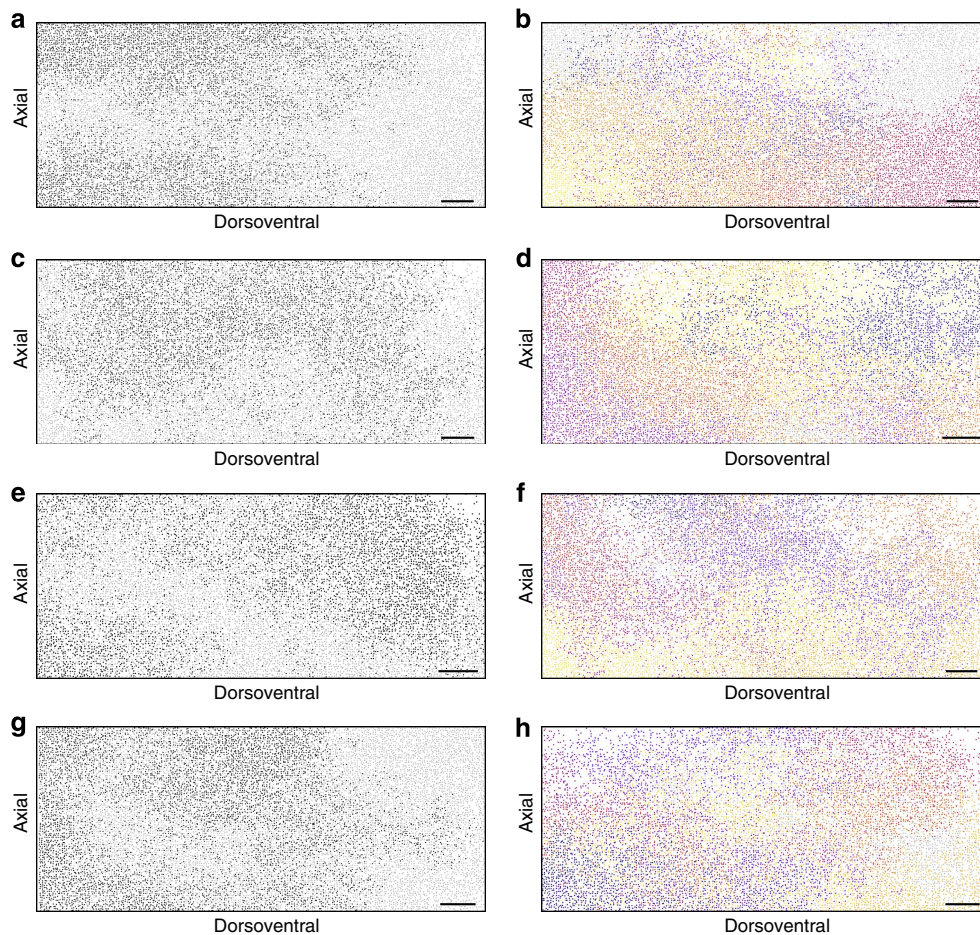 a
b
Axial
Axial
Dorsoventral
Dorsoventral
c
d
Axial
Axial
Dorsoventral
Dorsoventral
e
f
Axial
Axial
Dorsoventral
Dorsoventral
g
h
Axial
Axial
Dorsoventral
Dorsoventral